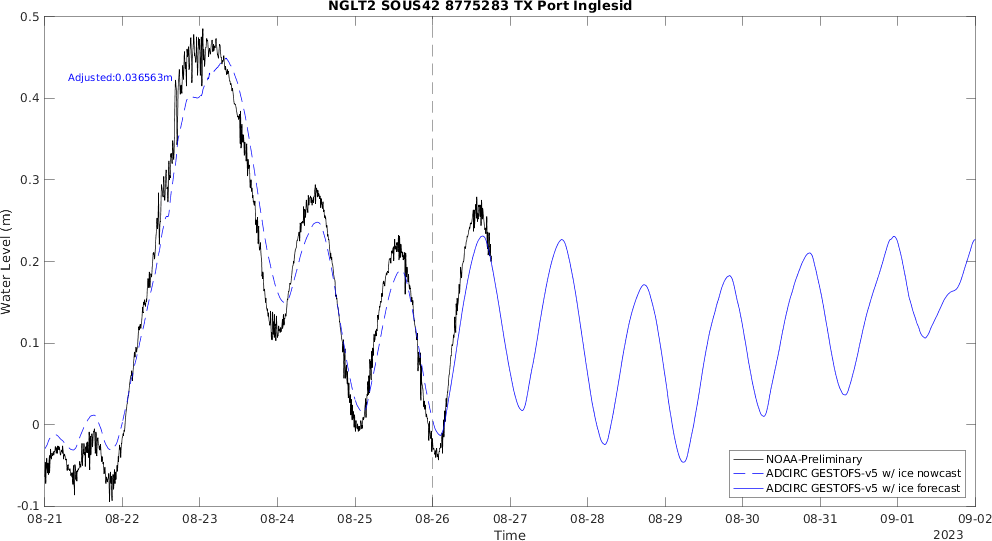 NGLT2 SOUS42 8775283 TX Port Inglesid
Adjusted:0.036563m
Water Level (m)
0.5
0.4
0.3
0.2
0.1
0
-0.1
NOAA-Preliminary
ADCIRC GESTOFS-v5 w/ ice nowcast
ADCIRC GESTOFS-v5 w/ ice forecast
08-21 08-22 08-23 08-24 08-25 08-26 08-27 08-28 08-29 08-30 08-31 09-01 09-02
Time
2023